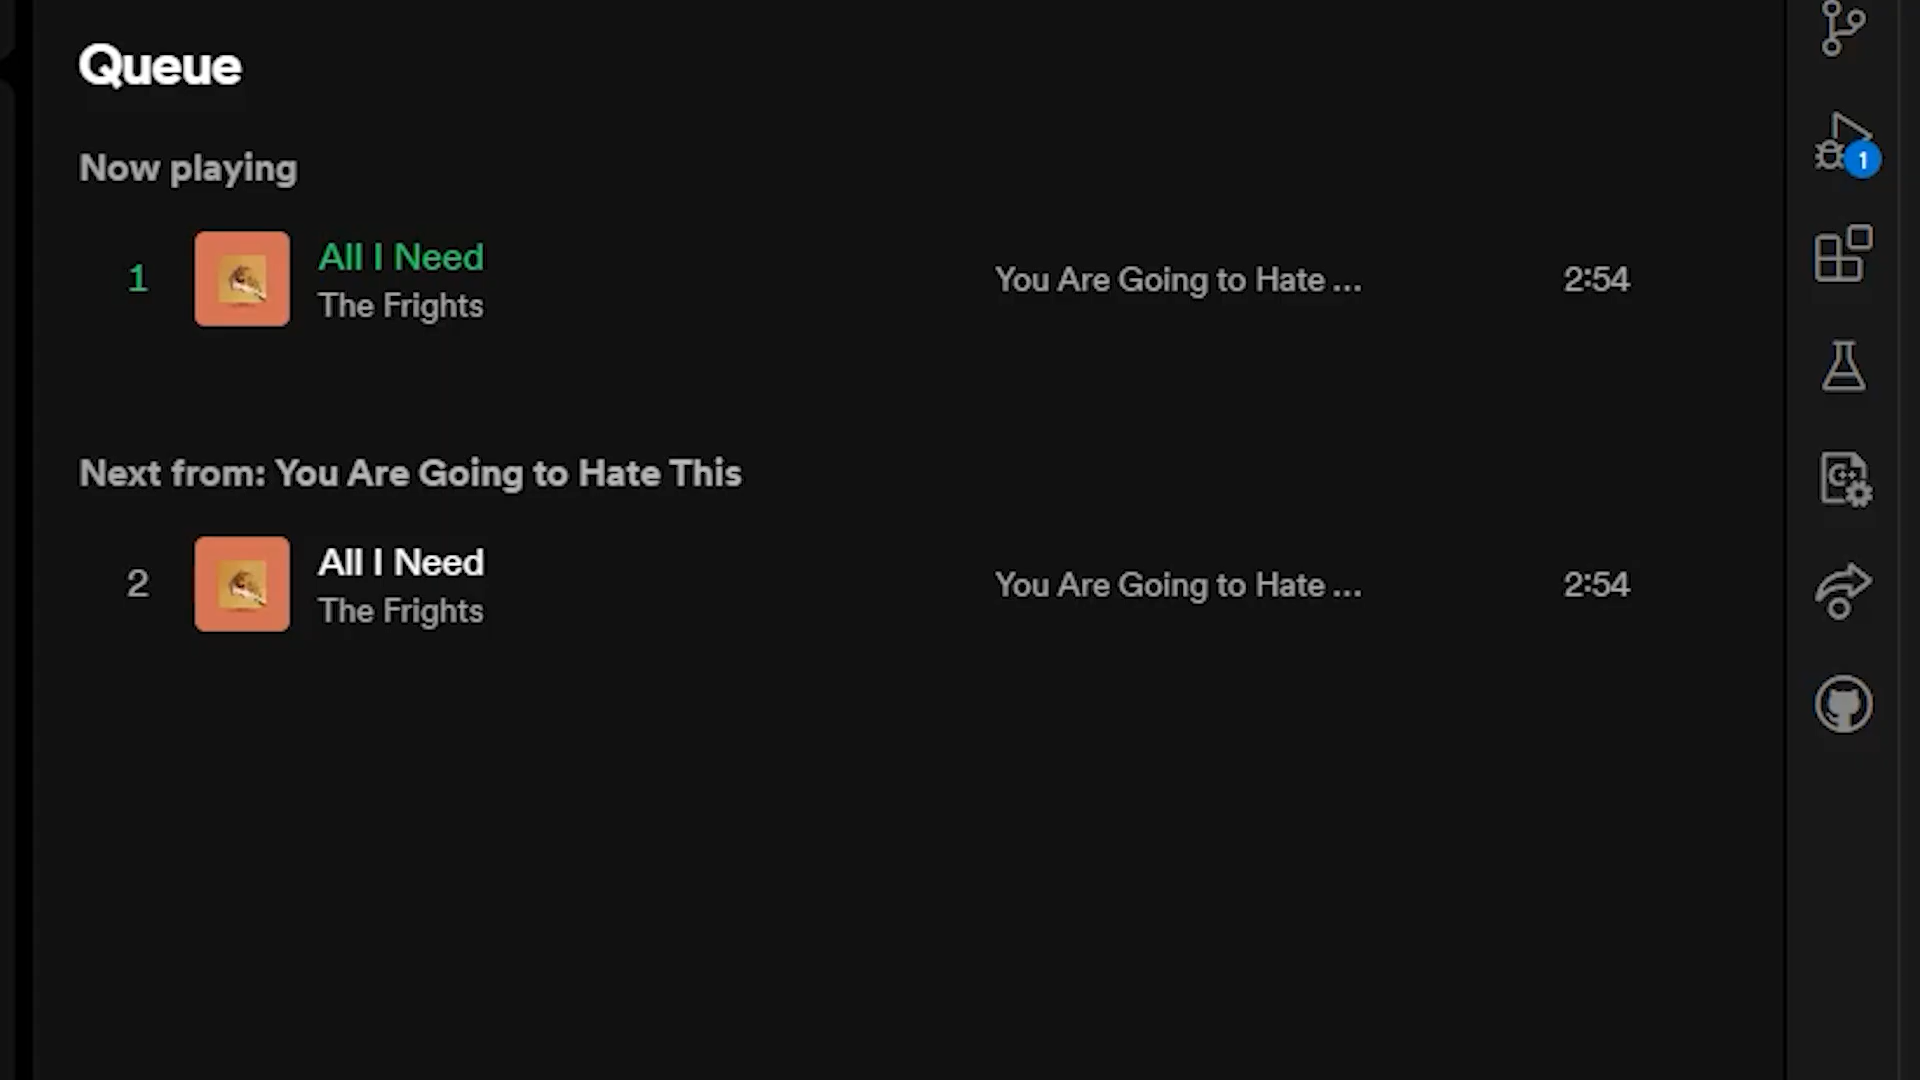 Queue
Now playing
1
All I Need
The Frights
You Are Going to Hate ...
2:54
Next from: You Are Going to Hate This
2
All I Need
The Frights
You Are Going to Hate ...
2:54
1
C++